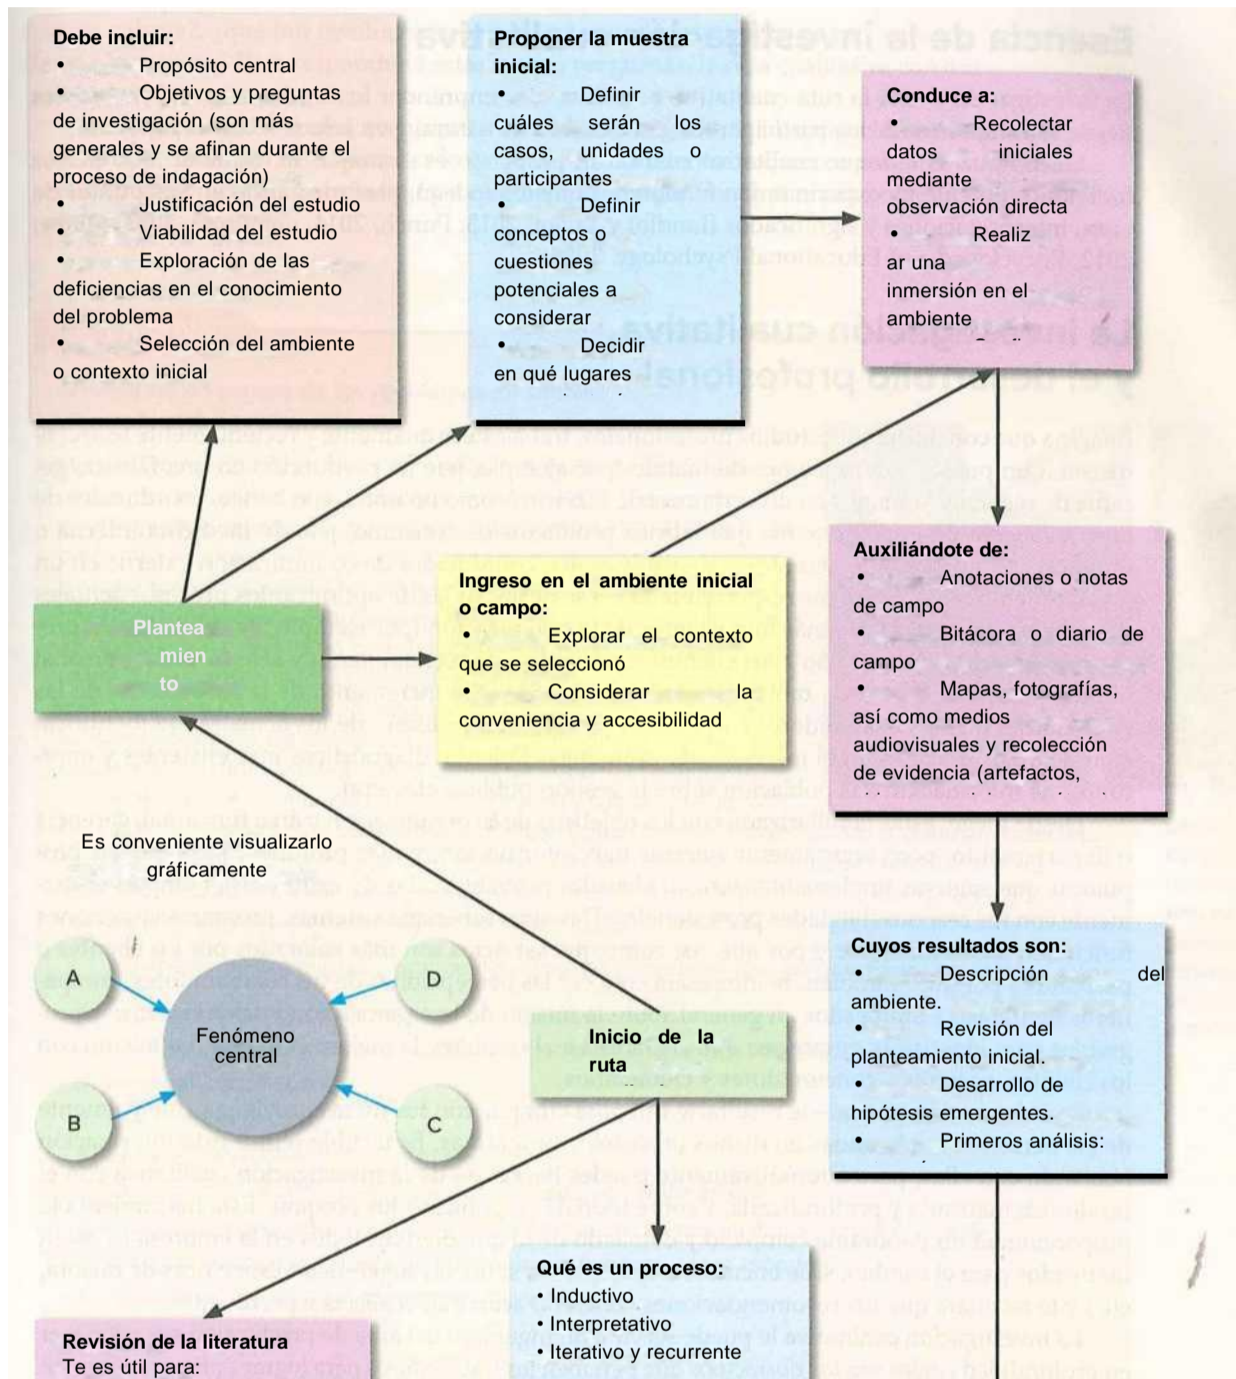 Debe incluir:
• Propósito central
• Objetivos y preguntas
de investigación (son más
generales y se afinan durante el
proceso de indagación)
• Justificación del estudio
• Viabilidad del estudio
• Exploración de las
deficiencias en el conocimiento
del problema
• Selección del ambiente
o contexto inicial
Proponer la muestra
inicial:
• Definir
cuáles serán los
casos, unidades o
participantes
• Definir
conceptos o
cuestiones
potenciales a
considerar
• Decidir
en qué lugares
Conduce a:
• Recolectar
datos iniciales
mediante
observación directa
• Realiz
ar una
inmersión en el
ambiente
Plantea
mien
to
Ingreso en el ambiente inicial
o campo:
• Explorar el contexto
que se seleccionó
• Considerar la
conveniencia y accesibilidad
Auxiliándote de:
• Anotaciones o notas
de campo
• Bitácora o diario de
campo
• Mapas, fotografías,
así como medios
audiovisuales y recolección
de evidencia (artefactos,
Es conveniente visualizarlo
gráficamente
A
D
Fenómeno
central
B
C
Inicio de la
ruta
Cuyos resultados son:
• Descripción del
ambiente.
• Revisión del
planteamiento inicial.
• Desarrollo de
hipótesis emergentes.
• Primeros análisis:
Qué es un proceso:
• Inductivo
• Interpretativo
• Iterativo y recurrente
Revisión de la literatura
Te es útil para: